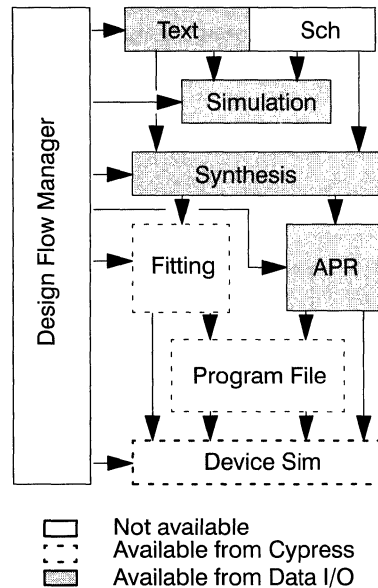 Text Sch
Simulation
Synthesis
Design Flow Manager
Fitting APR
Program File
Device Sim
Not available
Available from Cypress
Available from Data I/O